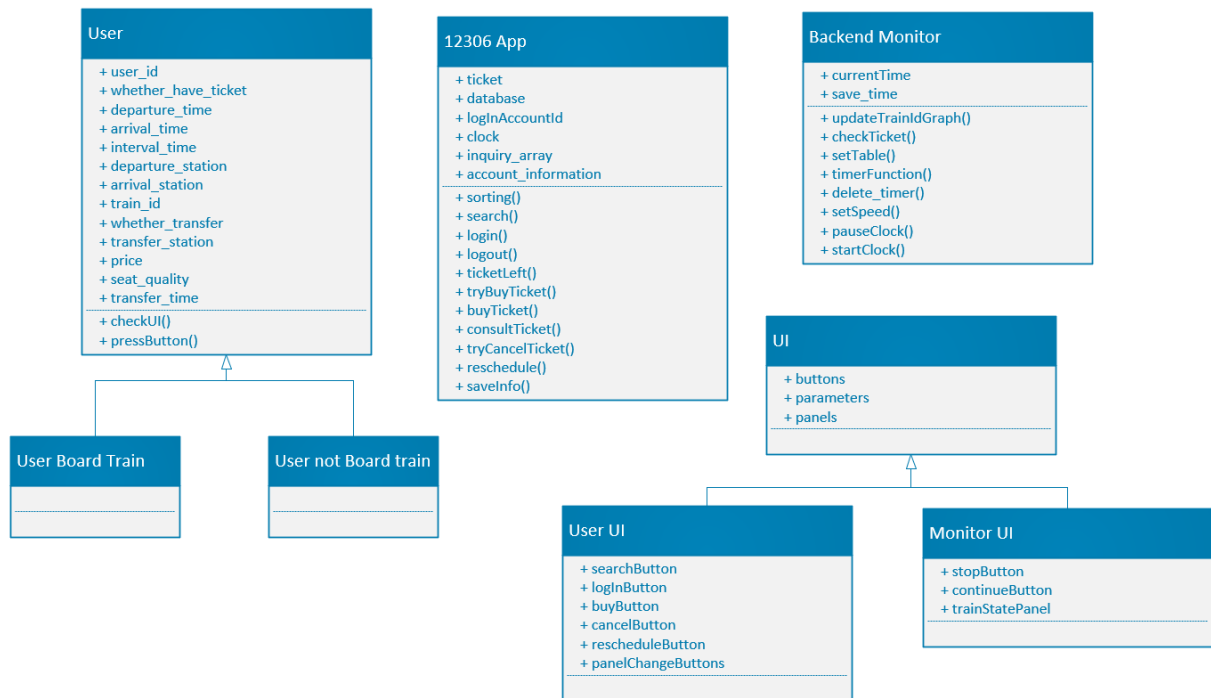 User
+ user_id
+ whether_have_ticket
+ departure_time
+ arrival_time
+ interval_time
+ departure_station
+ arrival_station
+ train_id
+ whether_transfer
+ transfer_station
+ price
+ seat_quality
+ transfer_time
+ checkUI()
+ pressButton()
12306 App
+ ticket
+ database
+ logInAccountId
+ clock
+ inquiry_array
+ account_information
+ sorting()
+ search()
+ login()
+ logout()
+ ticketLeft()
+ tryBuyTicket()
+ buyTicket()
+ consultTicket()
+ tryCancelTicket()
+ reschedule()
+ saveInfo()
Backend Monitor
+ currentTime
+ save_time
+ updateTrainIdGraph()
+ checkTicket()
+ setTable()
+ timerFunction()
+ delete_timer()
+ setSpeed()
+ pauseClock()
+ startClock()
UI
+ buttons
+ parameters
+ panels
User Board Train
User not Board train
User UI
+ searchButton
+ logInButton
+ buyButton
+ cancelButton
+ rescheduleButton
+ panelChangeButtons
Monitor UI
+ stopButton
+ continueButton
+ trainStatePanel